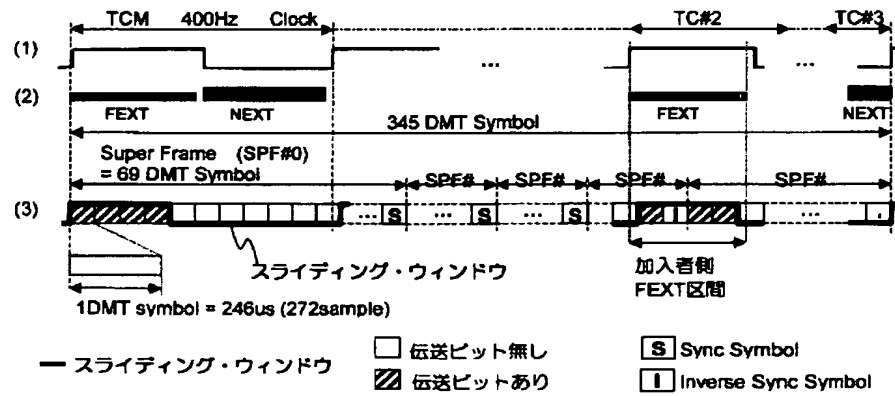 TCM 400Hz Clock TC#2 TC#3
(1) ...  ...
(2) FEXT NEXT FEXT NEXT
345 DMT Symbol
Super Frame (SPF#0)
= 69 DMT Symbol
SPF# SPF# SPF# SPF#
(3) ... S ... S ... S ... I
スライディング・ウィンドウ
加入者側
FEXT区間
1DMT symbol = 246us (272sample)
スライディング・ウィンドウ
伝送ビット無し
伝送ビットあり
S Sync Symbol
I Inverse Sync Symbol